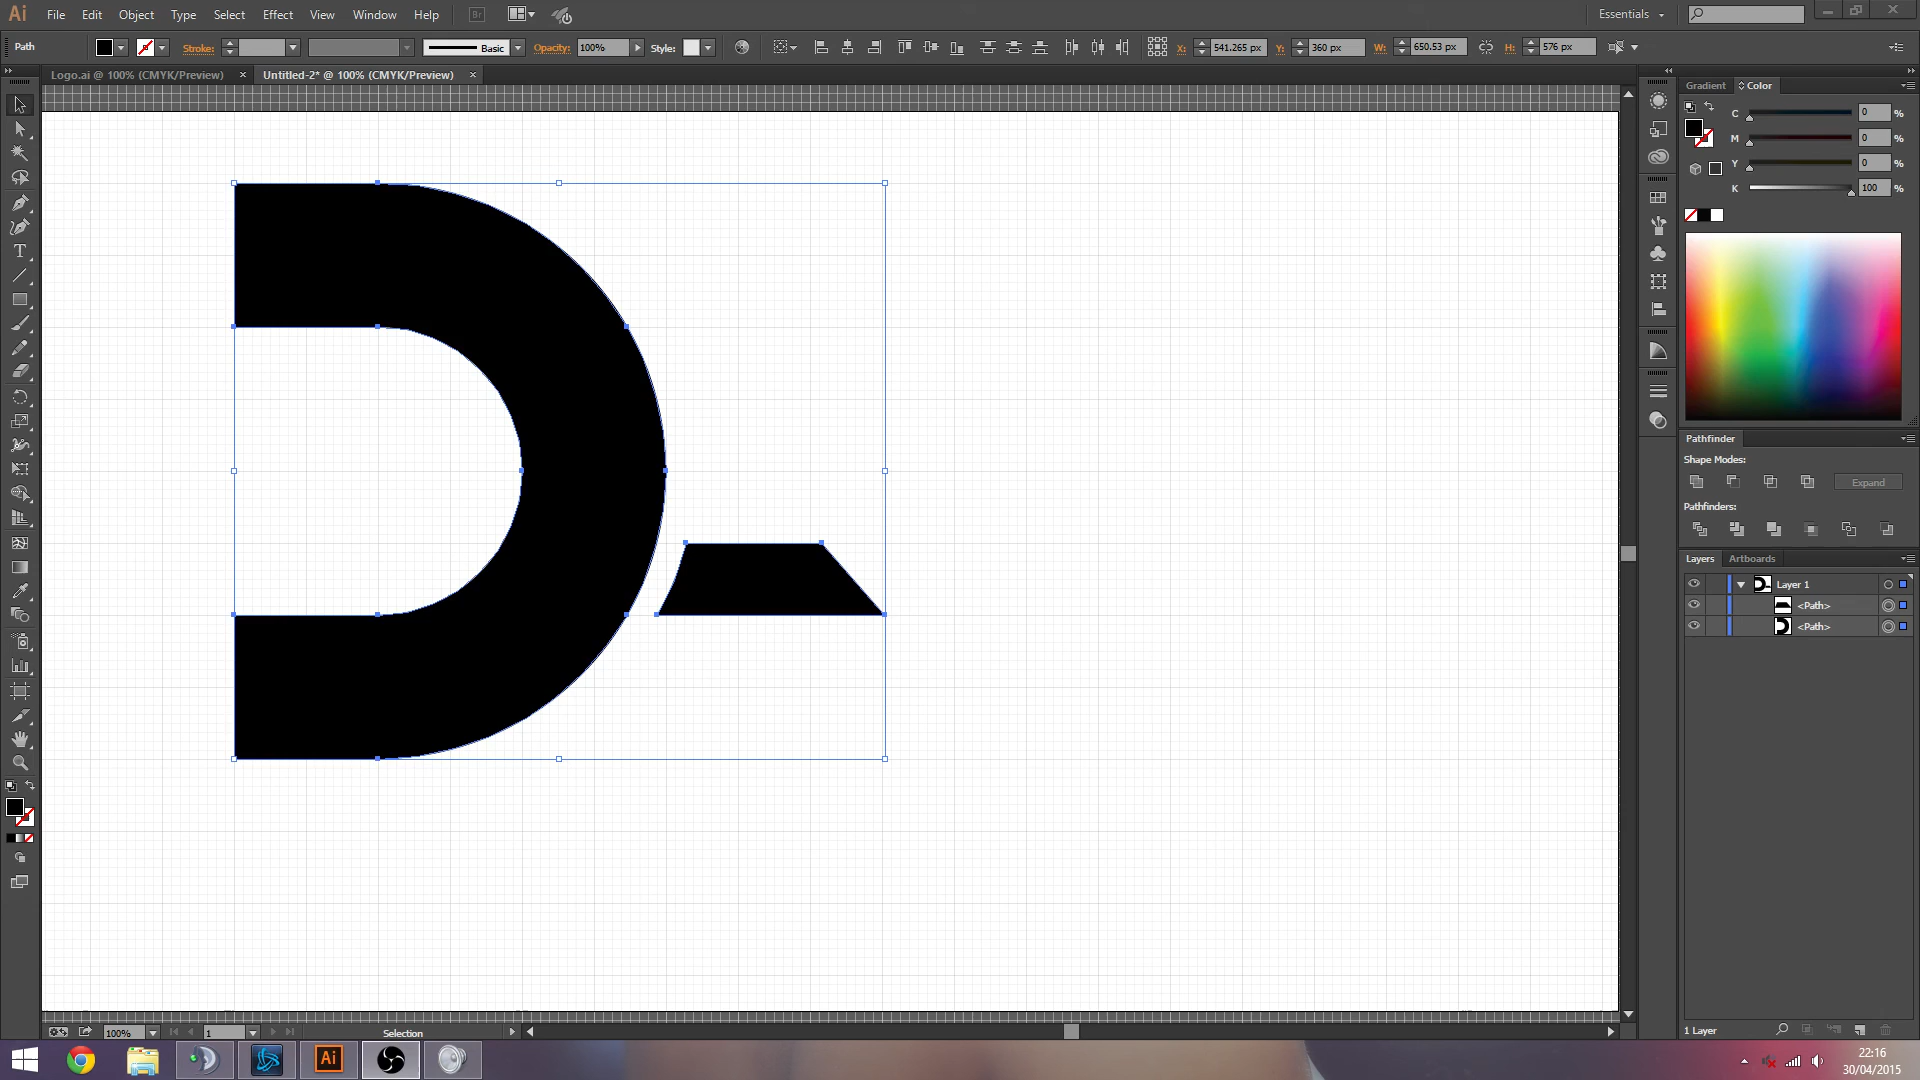 Ai File Edit Object Type Select Effect View Window Help Br Essentials
Path Stroke: Basic Opacity: 100% Style: X: 541.265 px Y: 360 px W: 650.53 px H: 576 px
Logo.ai @ 100% (CMYK/Preview) × Untitled-2* @ 100% (CMYK/Preview) ×
Gradient Color
C 0 %
M 0 %
Y 0 %
K 100 %
T
Pathfinder
Shape Modes:
Expand
Pathfinders:
Layers Artboards
Layer 1
<Path>
<Path>
1 Layer
100% 1 Selection
Ai
22:16
30/04/2015